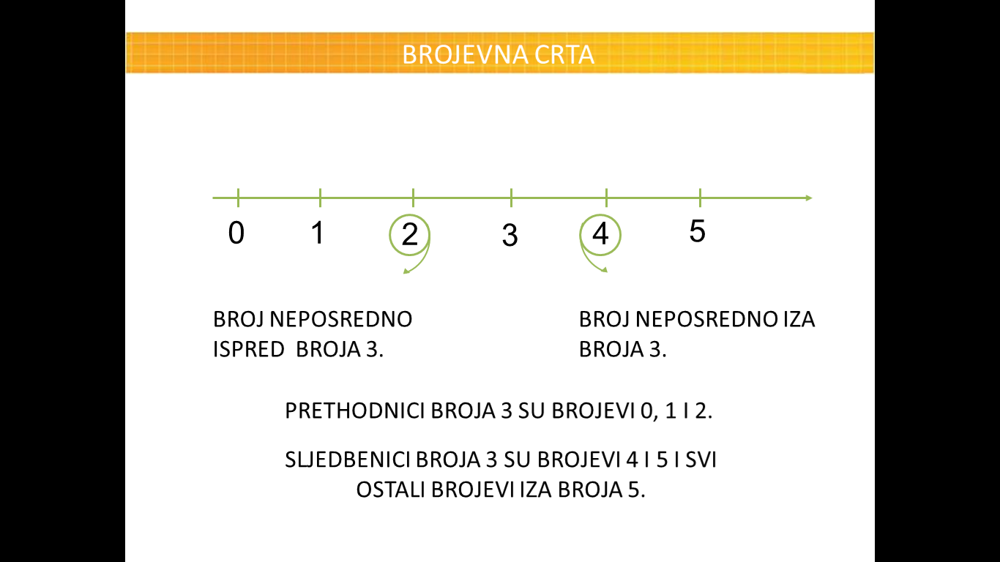 BROJEVNA CRTA
0 1 2 3 4 5
BROJ NEPOSREDNO
ISPRED BROJA 3.
BROJ NEPOSREDNO IZA
BROJA 3.
PRETHODNICI BROJA 3 SU BROJEVI 0, 1 I 2.
SLJEDBENICI BROJA 3 SU BROJEVI 4 I 5 I SVI
OSTALI BROJEVI IZA BROJA 5.